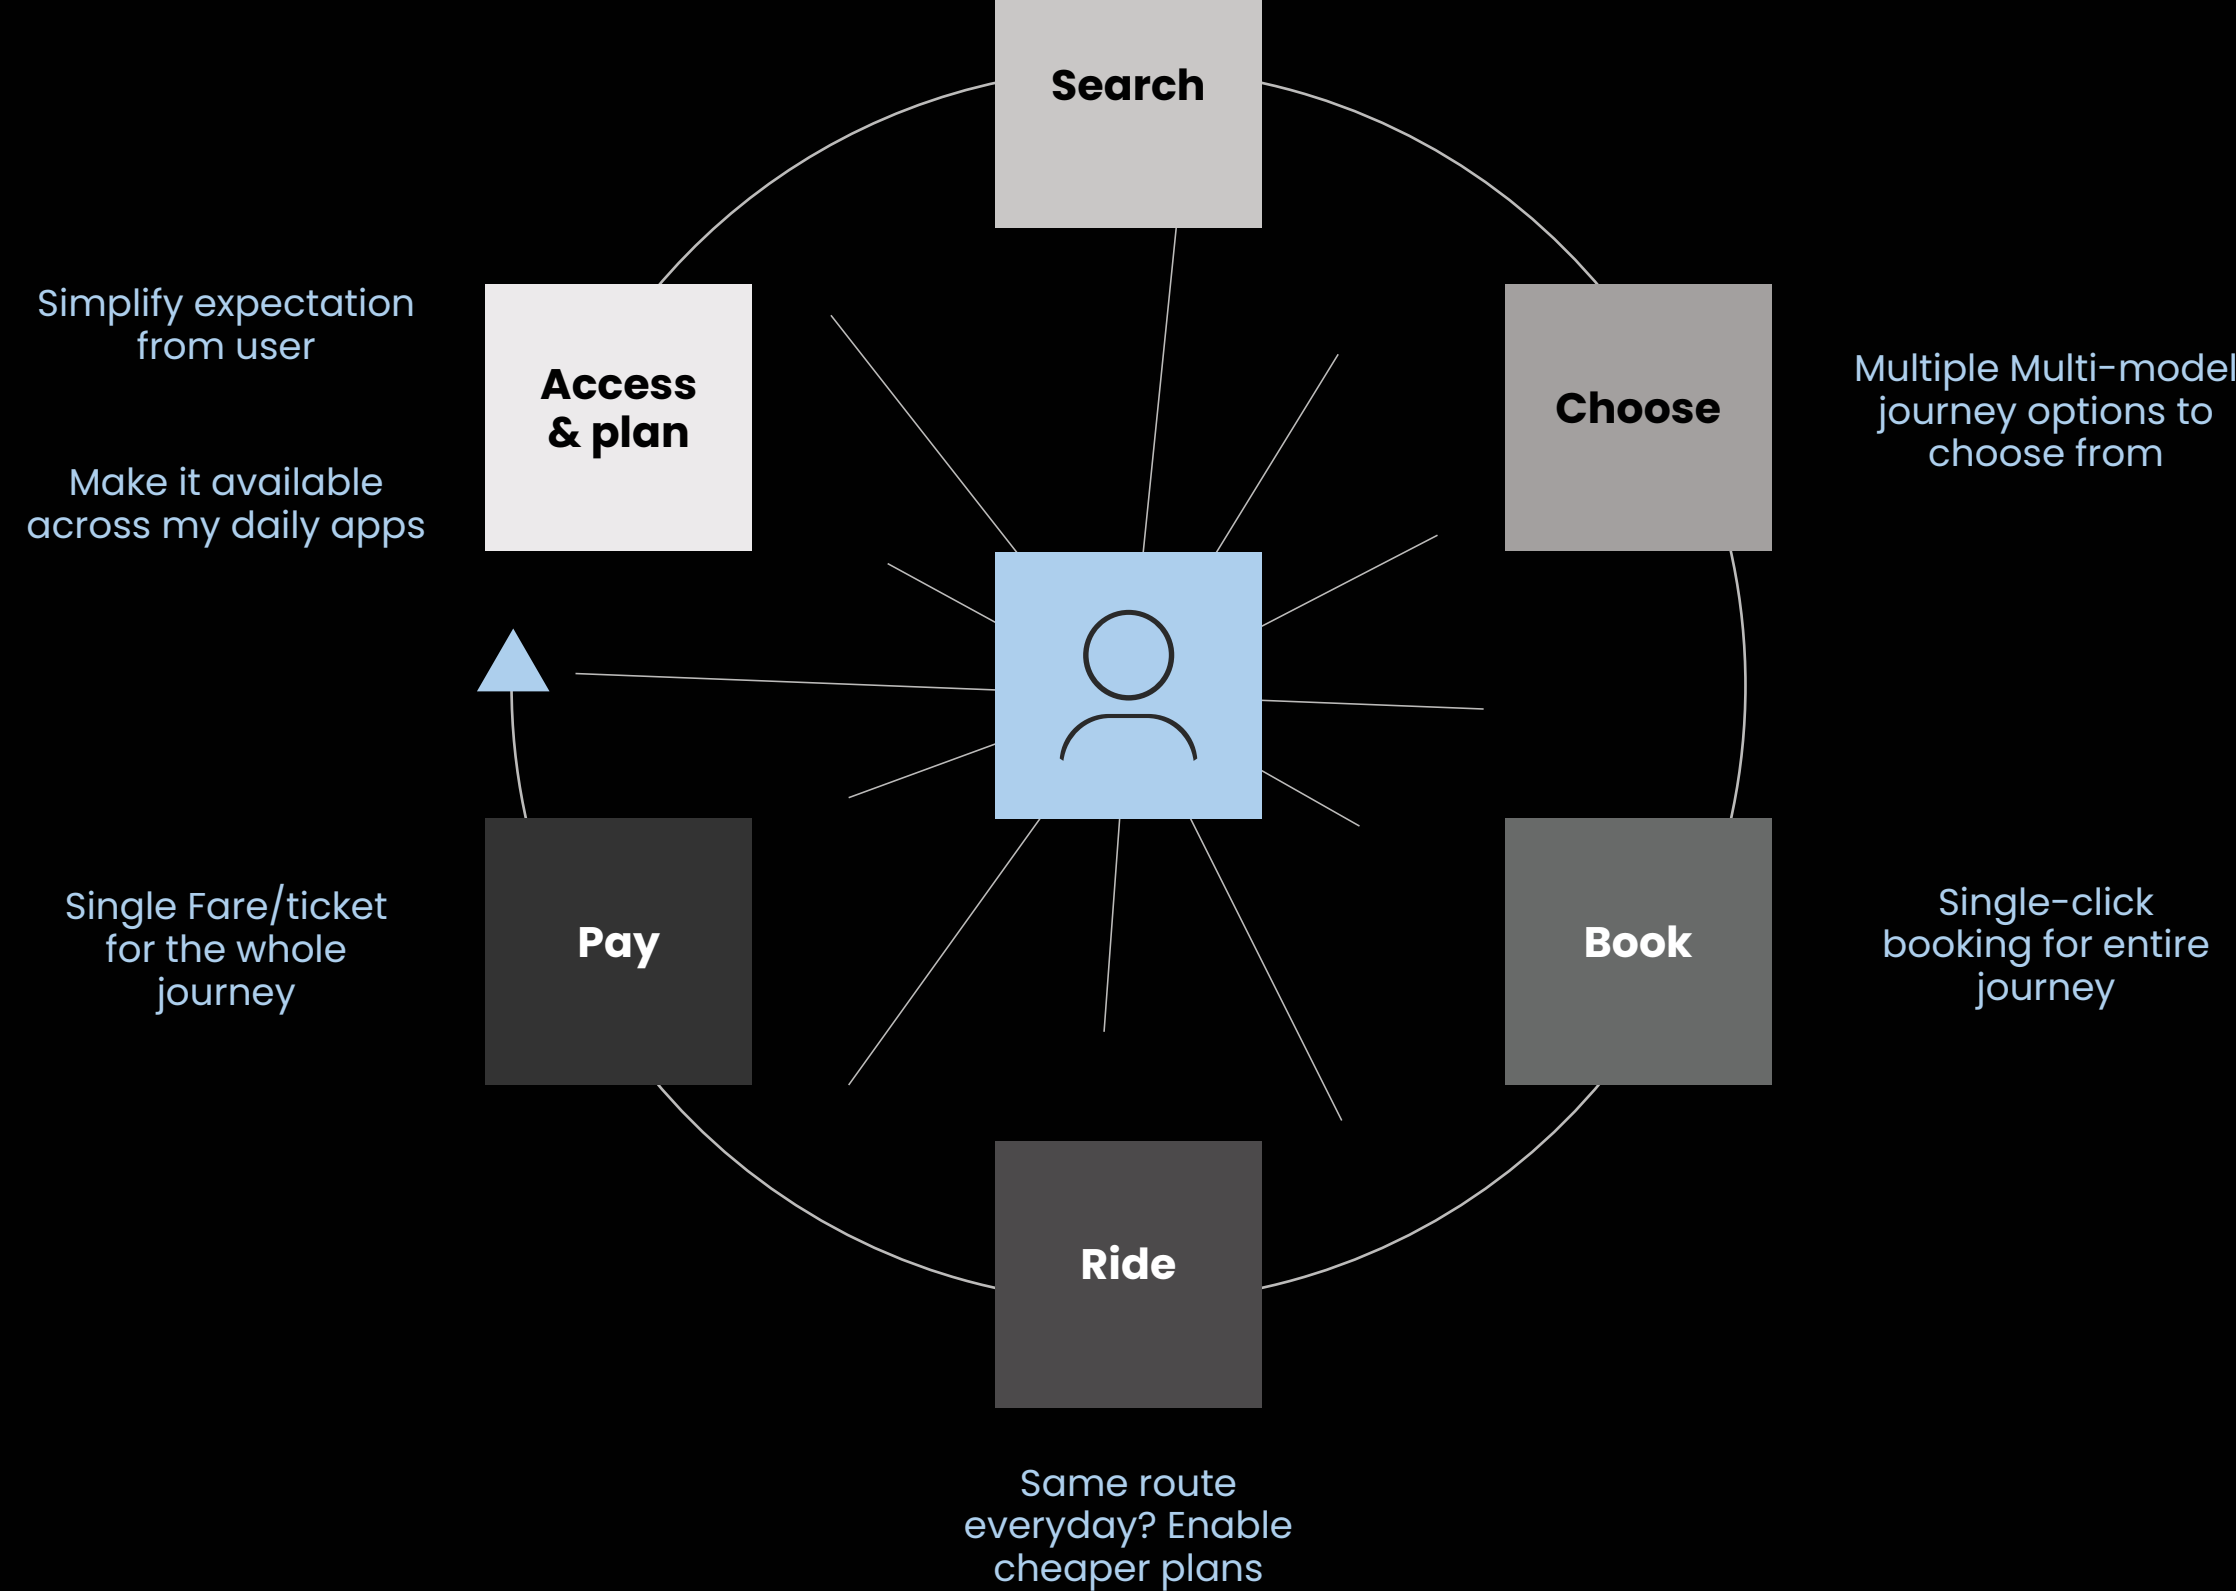 Search
Simplify expectation
from user
Access
& plan
Make it available
across my daily apps
Choose
Multiple Multi-model
journey options to
choose from
Single Fare/ticket
for the whole
journey
Pay
Book
Single-click
booking for entire
journey
Ride
Same route
everyday? Enable
cheaper plans